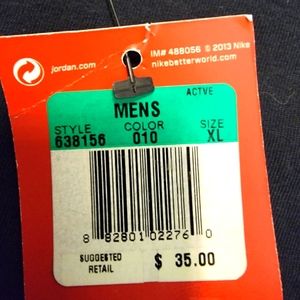 IM# 488056 © 2013 Nike
jordan.com
nikebetterworld.com
ACTVE
MENS
STYLE COLOR SIZE
638156 010 XL
8 82801 02276 0
SUGGESTED
RETAIL $ 35.00